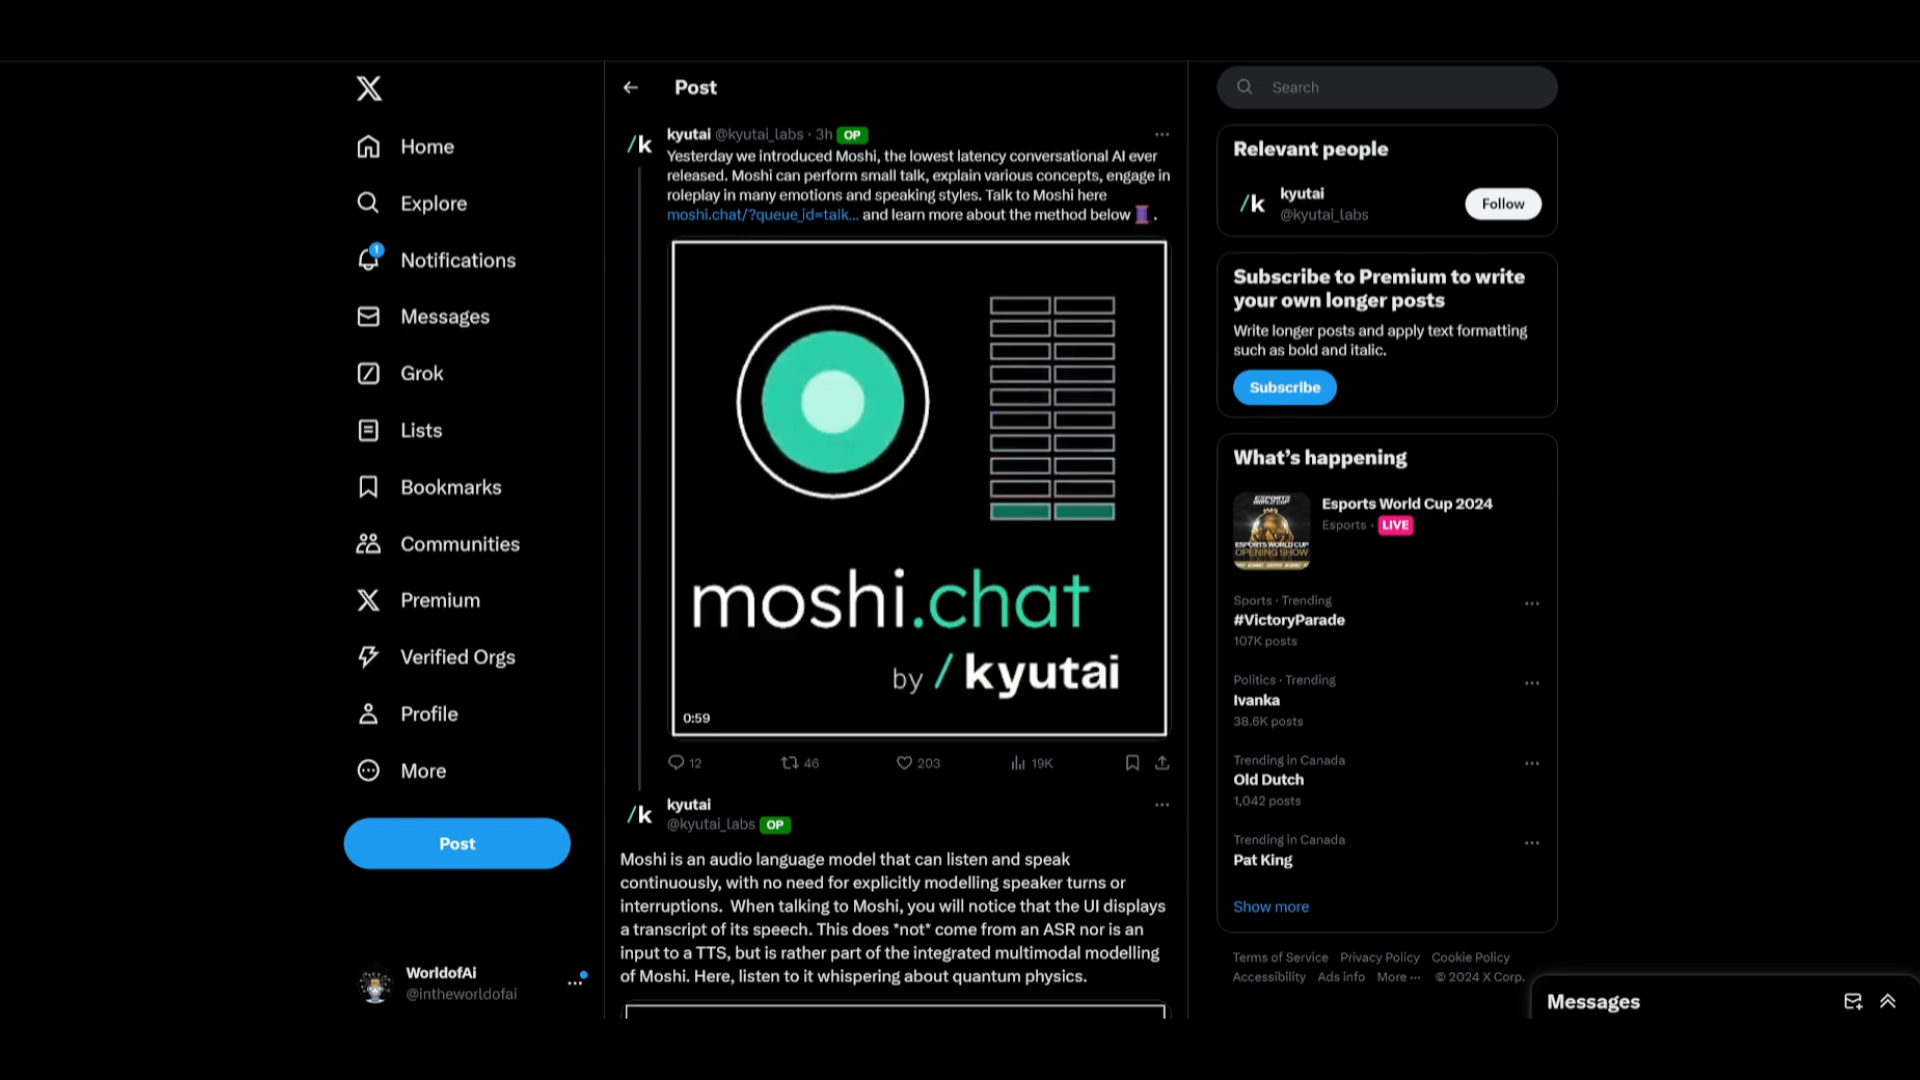 Home
Explore
1
Notifications
Messages
Grok
Lists
Bookmarks
Communities
Premium
Verified Orgs
Profile
More
Post
WorldofAi
@intheworldofai
Post
/k
kyutai @kyutai_labs · 3h OP
Yesterday we introduced Moshi, the lowest latency conversational AI ever
released. Moshi can perform small talk, explain various concepts, engage in
roleplay in many emotions and speaking styles. Talk to Moshi here
moshi.chat/?queue_id=talk... and learn more about the method below 🧵.
moshi.chat
by / kyutai
0:59
12 46 203 19K
/k
kyutai
@kyutai_labs OP
Moshi is an audio language model that can listen and speak
continuously, with no need for explicitly modelling speaker turns or
interruptions. When talking to Moshi, you will notice that the UI displays
a transcript of its speech. This does *not* come from an ASR nor is an
input to a TTS, but is rather part of the integrated multimodal modelling
of Moshi. Here, listen to it whispering about quantum physics.
Search
Relevant people
/k
kyutai
@kyutai_labs
Follow
Subscribe to Premium to write
your own longer posts
Write longer posts and apply text formatting
such as bold and italic.
Subscribe
What's happening
ESPORTS
WORLD CUP
ESPORTS WORLD CUP
OPENING SHOW
Esports World Cup 2024
Esports · LIVE
Sports · Trending
#VictoryParade
107K posts
Politics · Trending
Ivanka
38.6K posts
Trending in Canada
Old Dutch
1,042 posts
Trending in Canada
Pat King
Show more
Terms of Service Privacy Policy Cookie Policy
Accessibility Ads info More ··· © 2024 X Corp.
Messages